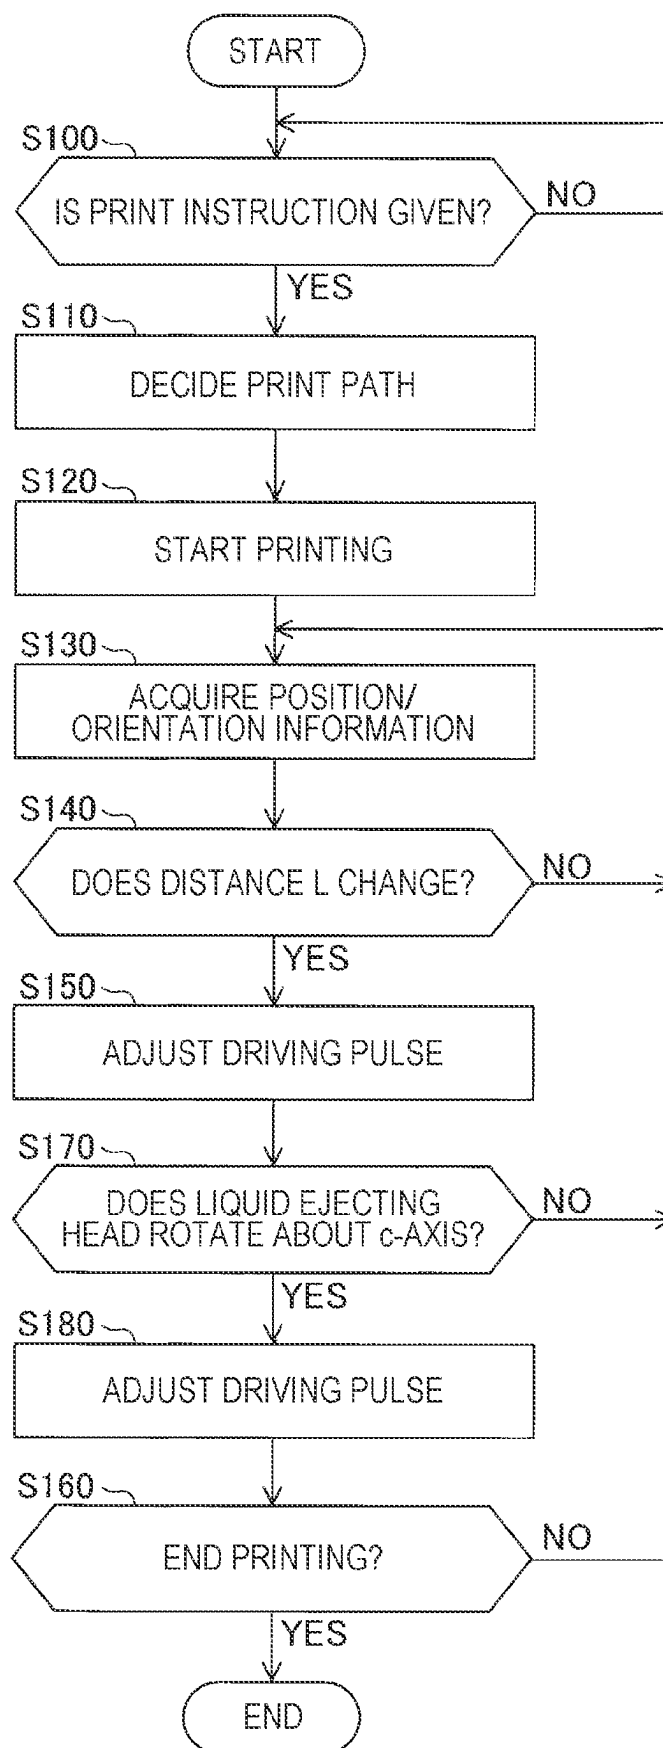 START
S100
IS PRINT INSTRUCTION GIVEN?
NO
YES
S110
DECIDE PRINT PATH
S120
START PRINTING
S130
ACQUIRE POSITION/
ORIENTATION INFORMATION
S140
DOES DISTANCE L CHANGE?
NO
YES
S150
ADJUST DRIVING PULSE
S170
DOES LIQUID EJECTING
HEAD ROTATE ABOUT c-AXIS?
NO
YES
S180
ADJUST DRIVING PULSE
S160
END PRINTING?
NO
YES
END